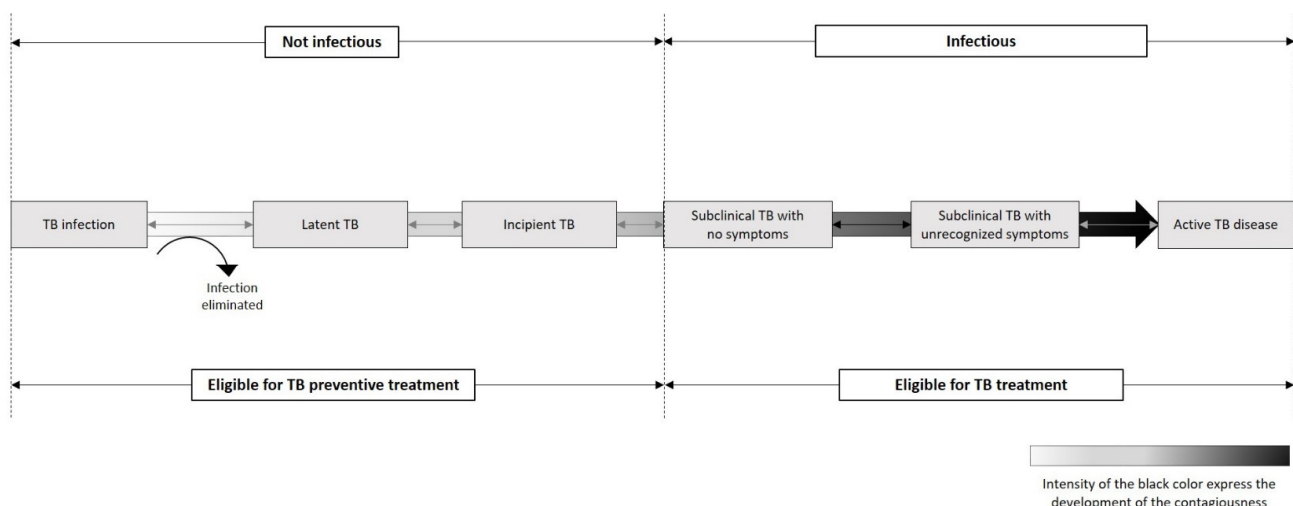 Not infectious
Infectious
TB infection
Latent TB
Incipient TB
Subclinical TB with
no symptoms
Subclinical TB with
unrecognized symptoms
Active TB disease
Infection
eliminated
Eligible for TB preventive treatment
Eligible for TB treatment
Intensity of the black color express the
development of the contagiousness